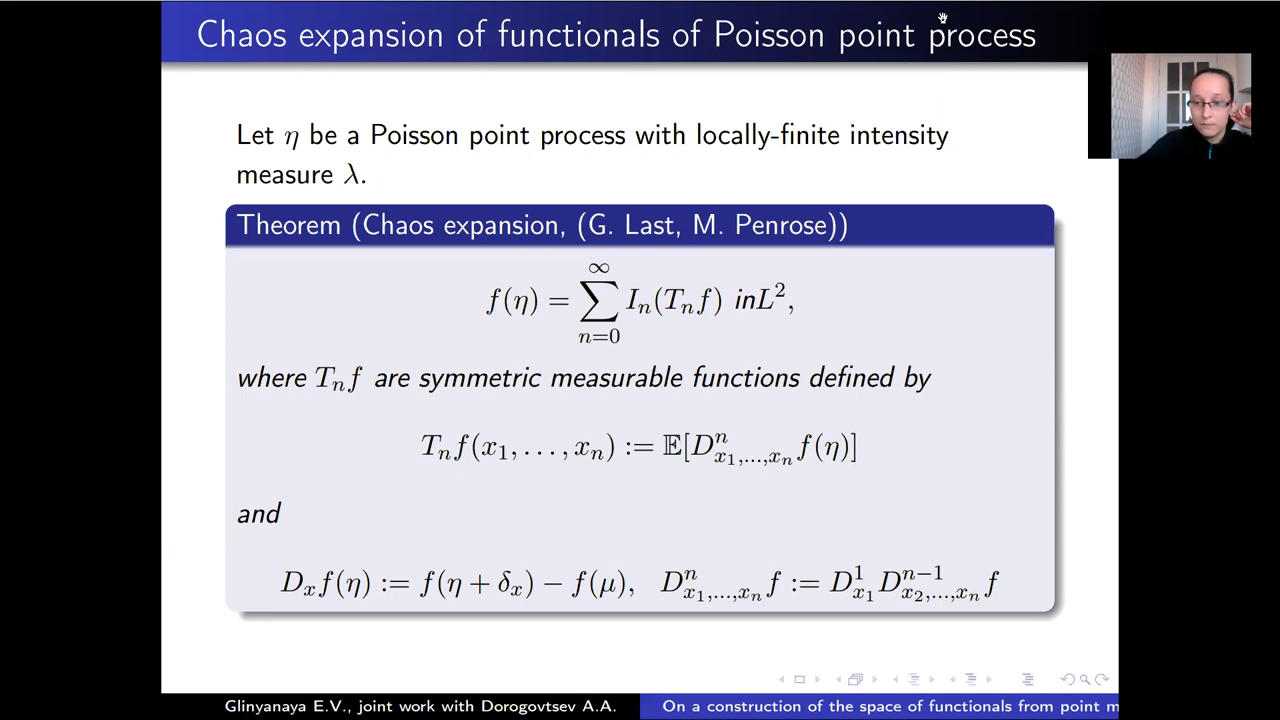 Chaos expansion of functionals of Poisson point process
Let η be a Poisson point process with locally-finite intensity
measure λ.
Theorem (Chaos expansion, (G. Last, M. Penrose))
f(η) = \sum_{n=0}^{∞} I_n(T_n f) inL^2,
where T_n f are symmetric measurable functions defined by
T_n f(x_1, . . . , x_n) := 𝔼[D^n_{x_1,...,x_n} f(η)]
and
D_x f(η) := f(η + δ_x) − f(μ), D^n_{x_1,...,x_n} f := D^1_{x_1} D^{n−1}_{x_2,...,x_n} f
Glinyanaya E.V., joint work with Dorogovtsev A.A. On a construction of the space of functionals from point m